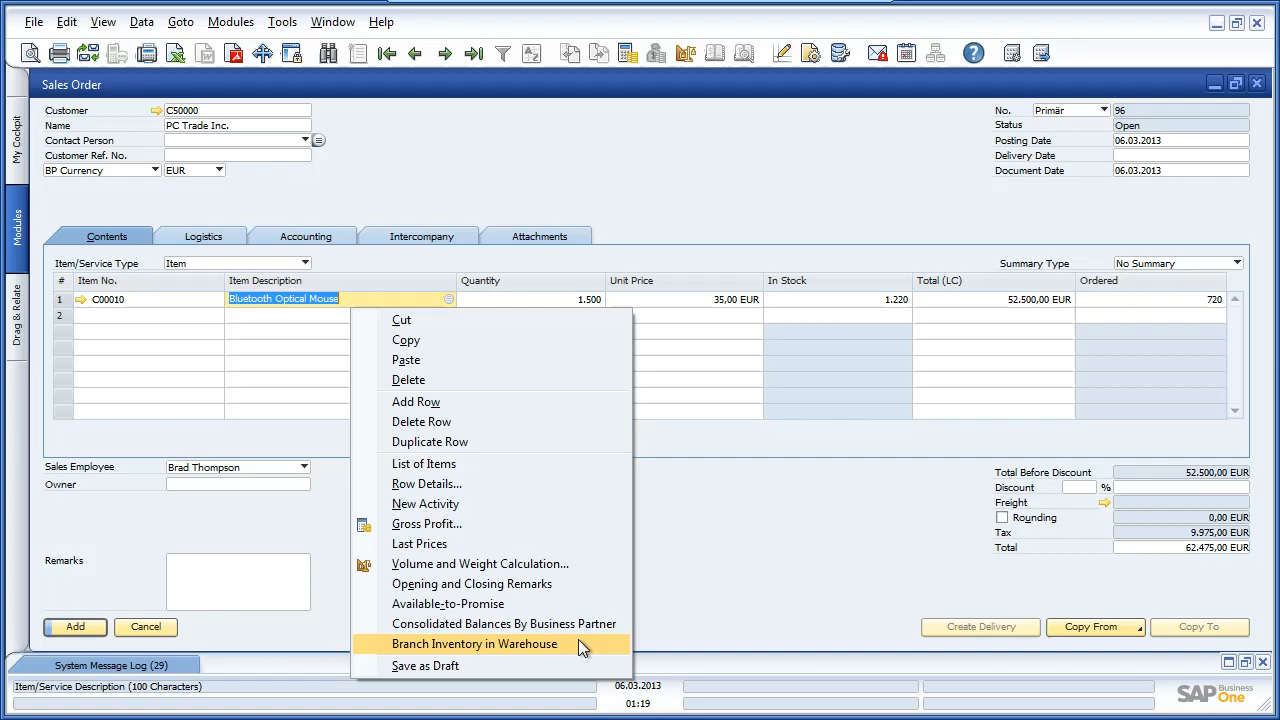 File Edit View Data Goto Modules Tools Window Help
Sales Order
My Cockpit
Modules
Drag & Relate
Customer C50000
Name PC Trade Inc.
Contact Person
Customer Ref. No.
BP Currency EUR
No. Primär 96
Status Open
Posting Date 06.03.2013
Delivery Date
Document Date 06.03.2013
Contents Logistics Accounting Intercompany Attachments
Item/Service Type Item Summary Type No Summary
# Item No. Item Description Quantity Unit Price In Stock Total (LC) Ordered
1 C00010 Bluetooth Optical Mouse 1.500 35,00 EUR 1.220 52.500,00 EUR 720
2
Cut
Copy
Paste
Delete
Add Row
Delete Row
Duplicate Row
List of Items
Row Details...
New Activity
Gross Profit...
Last Prices
Volume and Weight Calculation...
Opening and Closing Remarks
Available-to-Promise
Consolidated Balances By Business Partner
Branch Inventory in Warehouse
Save as Draft
Sales Employee Brad Thompson
Owner
Remarks
Total Before Discount 52.500,00 EUR
Discount %
Freight
Rounding 0,00 EUR
Tax 9.975,00 EUR
Total 62.475,00 EUR
Add Cancel Create Delivery Copy From Copy To
System Message Log (29)
Item/Service Description (100 Characters) 06.03.2013
01:19
SAP Business One